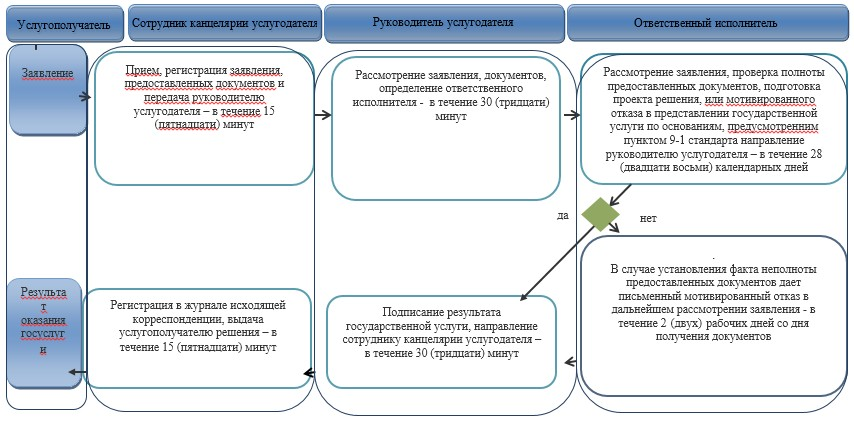 Услугополучатель
Сотрудник канцелярии услугодателя
Руководитель услугодателя
Ответственный исполнитель
Заявление
Прием, регистрация заявления,
предоставленных документов и
передача руководителю
услугодателя – в течение 15
(пятнадцати) минут
Рассмотрение заявления, документов,
определение ответственного
исполнителя - в течение 30 (тридцати)
минут
Рассмотрение заявления, проверка полноты
предоставленных документов, подготовка
проекта решения, или мотивированного
отказа в представлении государственной
услуги по основаниям, предусмотренним
пунктом 9-1 стандарта направление
руководителю услугодателя – в течение 28
(двадцати восьми) календарных дней
да
нет
Результа
т
оказания
госуслуг
и
Регистрация в журнале исходящей
корреспонденции, выдача
услугополучателю решения – в
течение 15 (пятнадцати) минут
Подписание результата
государственной услуги, направление
сотруднику канцелярии услугодателя –
в течение 30 (тридцати) минут
.
В случае установления факта неполноты
предоставленных документов дает
письменный мотивированный отказ в
дальнейшем рассмотрении заявления - в
течение 2 (двух) рабочих дней со дня
получения документов